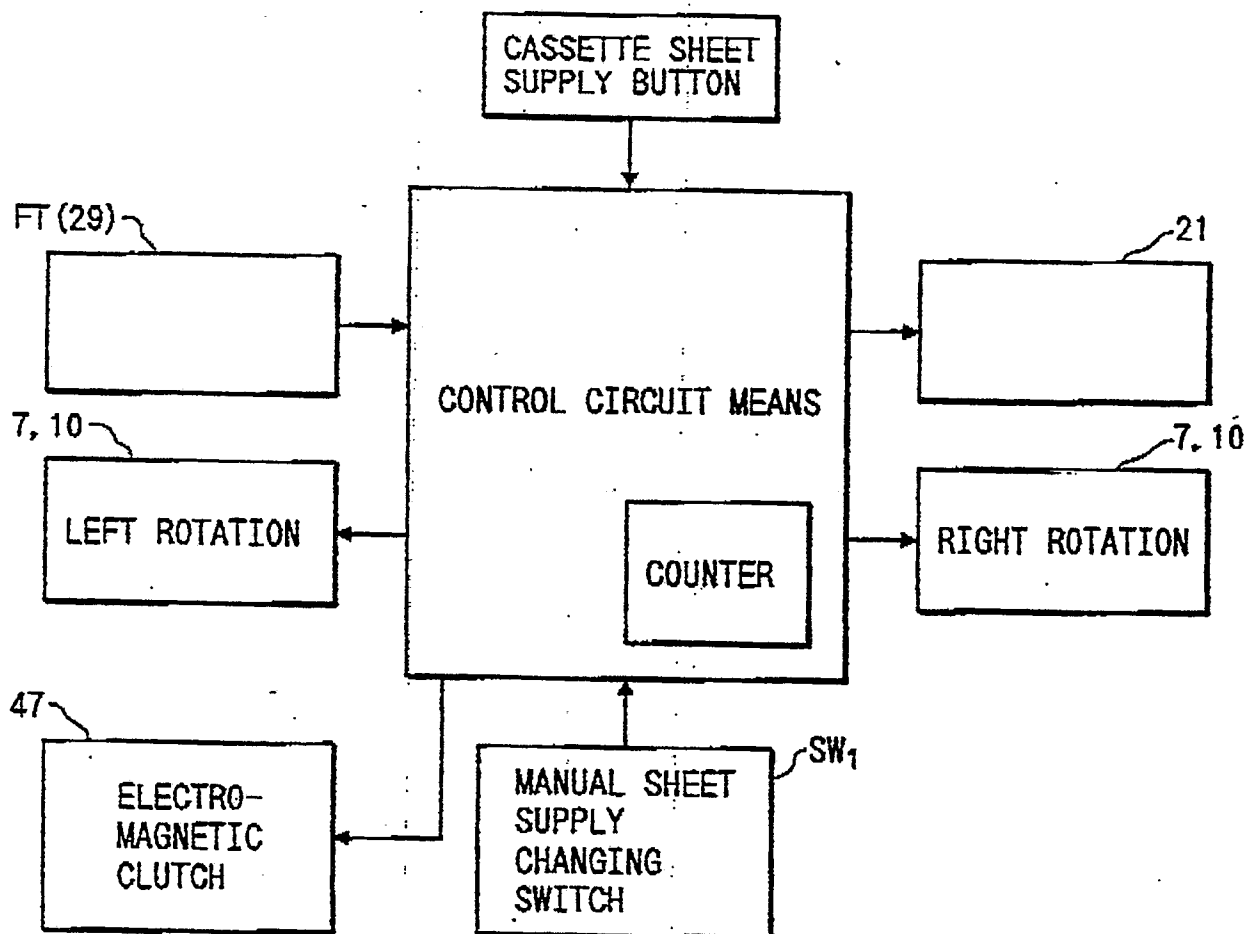 CASSETTE SHEET
SUPPLY BUTTON
FT(29)
21
CONTROL CIRCUIT MEANS
7, 10
LEFT ROTATION
7, 10
RIGHT ROTATION
COUNTER
47
ELECTRO-
MAGNETIC
CLUTCH
SW1
MANUAL SHEET
SUPPLY
CHANGING
SWITCH